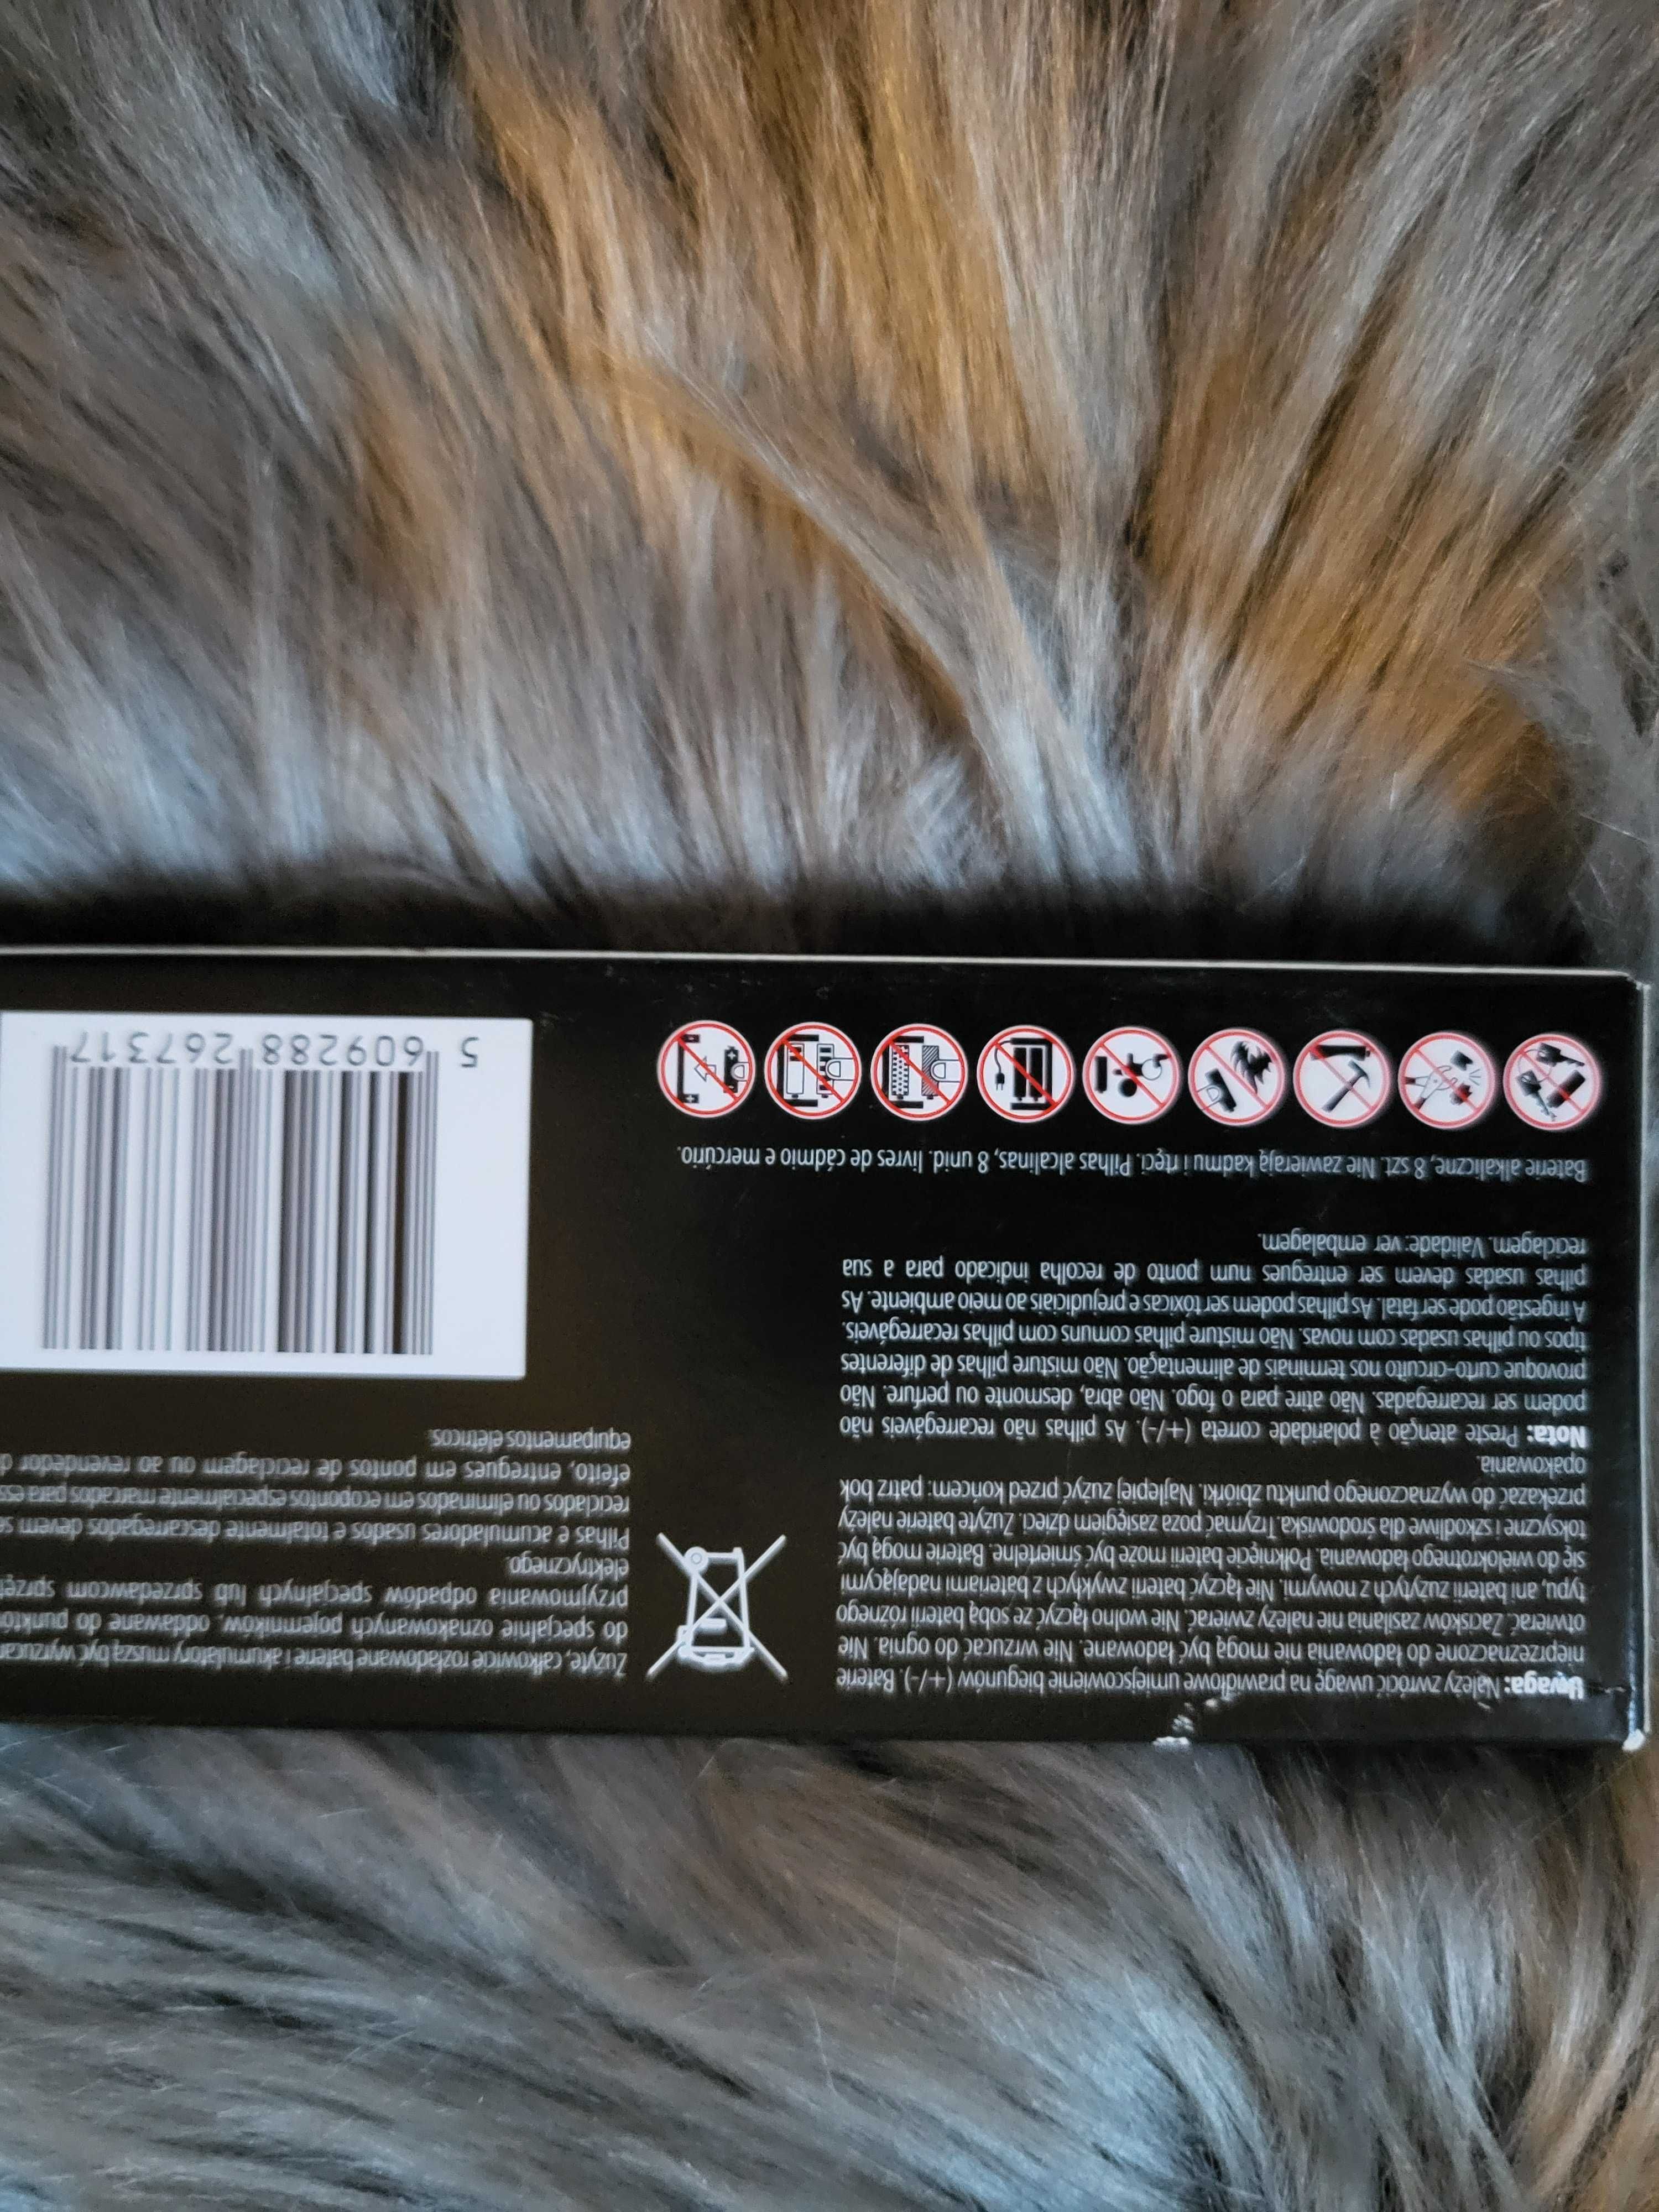 Uwaga: Należy zwrócić uwagę na prawidłowe umiejscowienie biegunów (+/-). Baterie
nieprzeznaczone do ładowania nie mogą być ładowane. Nie wrzucać do ognia. Nie
otwierać. Zacisków zasilania nie należy zwierać. Nie wolno łączyć ze sobą baterii różnego
typu, ani baterii zużytych z nowymi. Nie łączyć baterii zwykłych z bateriami nadającymi
się do wielokrotnego ładowania. Połknięcie baterii może być śmiertelne. Baterie mogą być
toksyczne i szkodliwe dla środowiska. Trzymać poza zasięgiem dzieci. Zużyte baterie należy
przekazać do wyznaczonego punktu zbiórki. Najlepiej zużyć przed końcem: patrz bok
opakowania.
Nota: Preste atenção à polaridade correta (+/-). As pilhas não recarregáveis não
podem ser recarregadas. Não atire para o fogo. Não abra, desmonte ou perfure. Não
provoque curto-circuito nos terminais de alimentação. Não misture pilhas de diferentes
tipos ou pilhas usadas com novas. Não misture pilhas comuns com pilhas recarregáveis.
A ingestão pode ser fatal. As pilhas podem ser tóxicas e prejudiciais ao meio ambiente. As
pilhas usadas devem ser entregues num ponto de recolha indicado para a sua
reciclagem. Validade: ver embalagem.
Baterie alkaliczne, 8 szt. Nie zawierają kadmu i rtęci. Pilhas alcalinas, 8 unid. livres de cádmio e mercúrio.
Zużyte, całkowicie rozładowane baterie i akumulatory muszą być
do specjalnie oznakowanych pojemników, oddawane do
przyjmowania odpadów specjalnych lub sprzedawcom
elektrycznego.
Pilhas e acumuladores usados e totalmente descarregados devem
reciclados ou eliminados em ecopontos especialmente marcados para
efeito, entregues em pontos de reciclagem ou ao revendedor
equipamentos elétricos.
5 609288 267317